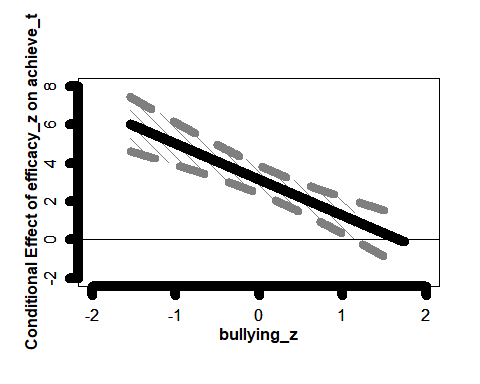 Conditional Effect of efficacy_z on achieve_t
8
6
4
2
0
-2
-2 -1 0 1 2
bullying_z